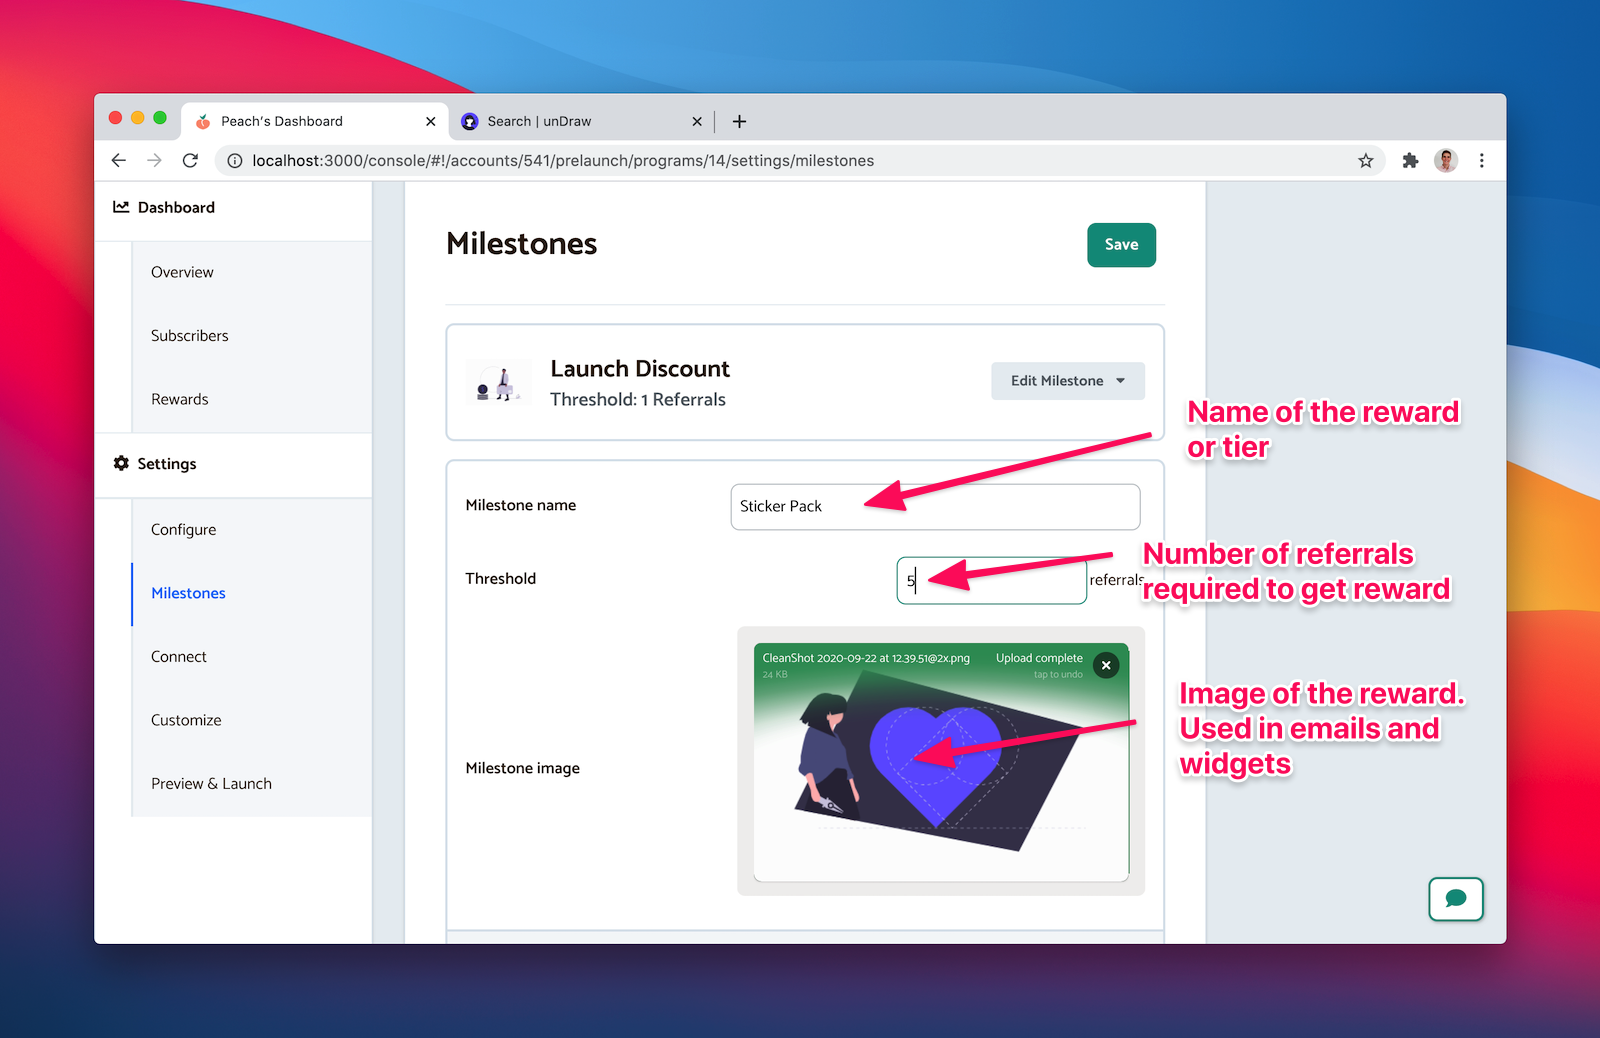 Peach's Dashboard
Search | unDraw
localhost:3000/console/#!/accounts/541/prelaunch/programs/14/settings/milestones
Dashboard
Overview
Subscribers
Rewards
Settings
Configure
Milestones
Connect
Customize
Preview & Launch
Milestones
Save
Launch Discount
Threshold: 1 Referrals
Edit Milestone
Name of the reward
or tier
Milestone name
Sticker Pack
Threshold
5
referrals
Number of referrals
required to get reward
Milestone image
CleanShot 2020-09-22 at 12.39.51@2x.png
24 KB
Upload complete
tap to undo
Image of the reward.
Used in emails and
widgets